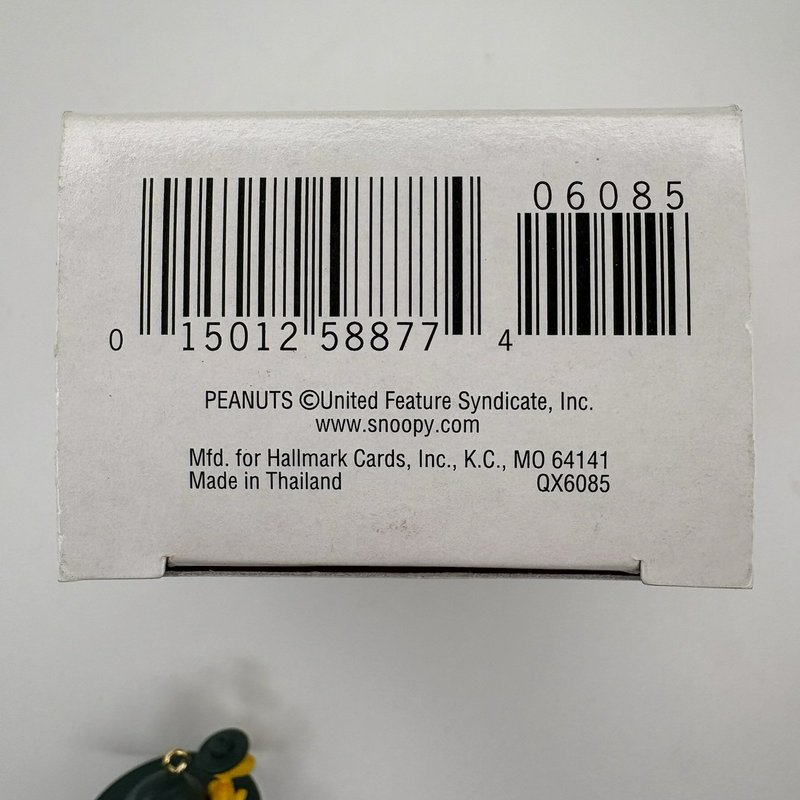 06085
0 15012 58877 4
PEANUTS ©United Feature Syndicate, Inc.
www.snoopy.com
Mfd. for Hallmark Cards, Inc., K.C., MO 64141
Made in Thailand QX6085